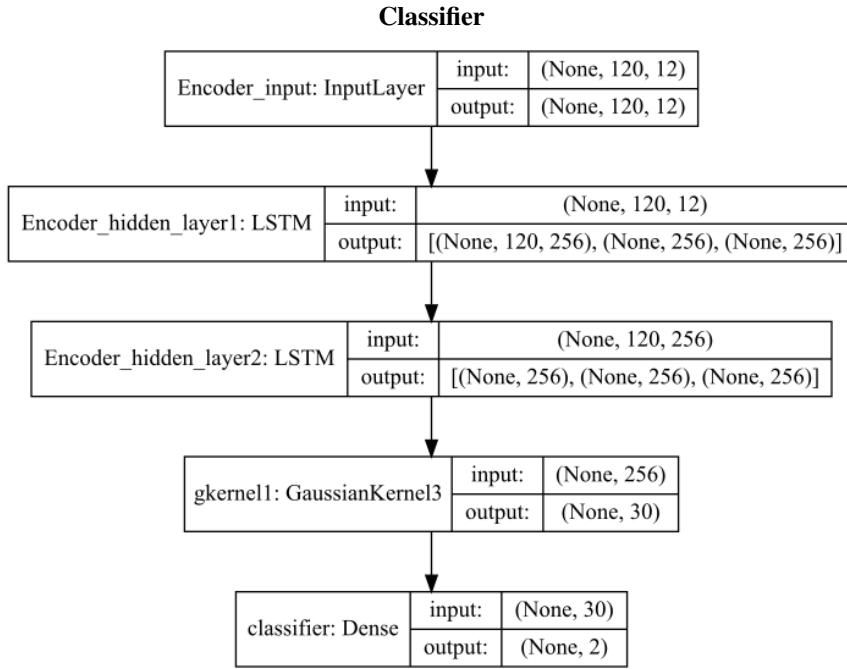 Classifier
Encoder_input: InputLayer
input:
(None, 120, 12)
output:
(None, 120, 12)
Encoder_hidden_layer1: LSTM
input:
(None, 120, 12)
output:
[(None, 120, 256), (None, 256), (None, 256)]
Encoder_hidden_layer2: LSTM
input:
(None, 120, 256)
output:
[(None, 256), (None, 256), (None, 256)]
gkernel1: GaussianKernel3
input:
(None, 256)
output:
(None, 30)
classifier: Dense
input:
(None, 30)
output:
(None, 2)